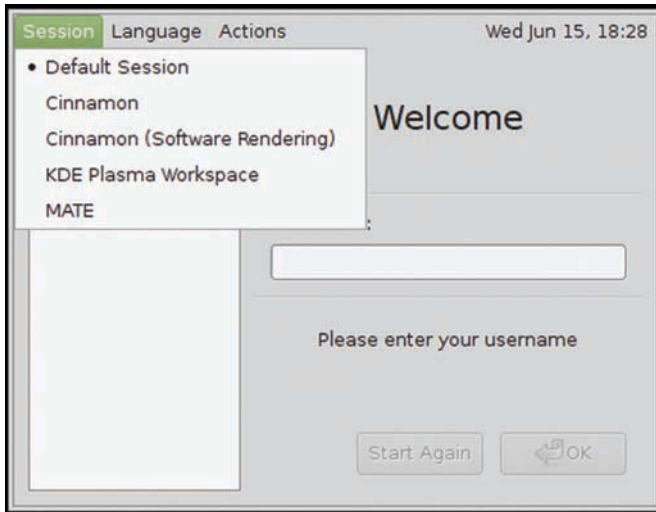 Session Language Actions Wed Jun 15, 18:28
• Default Session
Cinnamon
Cinnamon (Software Rendering)
KDE Plasma Workspace
MATE
Welcome
:
Please enter your username
Start Again OK